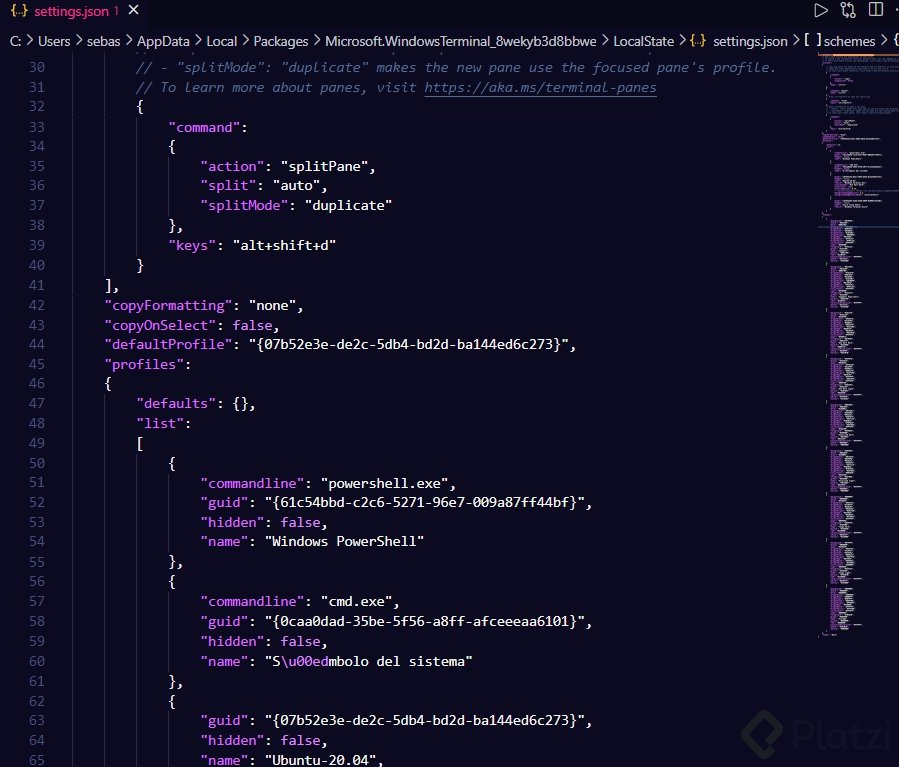 settings.json 1
C: > Users > sebas > AppData > Local > Packages > Microsoft.WindowsTerminal_8wekyb3d8bbwe > LocalState > {..} settings.json > [ ] schemes > {
30 // - "splitMode": "duplicate" makes the new pane use the focused pane's profile.
31 // To learn more about panes, visit https://aka.ms/terminal-panes
32 {
33 "command":
34 {
35 "action": "splitPane",
36 "split": "auto",
37 "splitMode": "duplicate"
38 },
39 "keys": "alt+shift+d"
40 }
41 ],
42 "copyFormatting": "none",
43 "copyOnSelect": false,
44 "defaultProfile": "{07b52e3e-de2c-5db4-bd2d-ba144ed6c273}",
45 "profiles":
46 {
47 "defaults": {},
48 "list":
49 [
50 {
51 "commandline": "powershell.exe",
52 "guid": "{61c54bbd-c2c6-5271-96e7-009a87ff44bf}",
53 "hidden": false,
54 "name": "Windows PowerShell"
55 },
56 {
57 "commandline": "cmd.exe",
58 "guid": "{0caa0dad-35be-5f56-a8ff-afceeeaa6101}",
59 "hidden": false,
60 "name": "S\u00edmbolo del sistema"
61 },
62 {
63 "guid": "{07b52e3e-de2c-5db4-bd2d-ba144ed6c273}",
64 "hidden": false,
65 "name": "Ubuntu-20.04",
Platzi